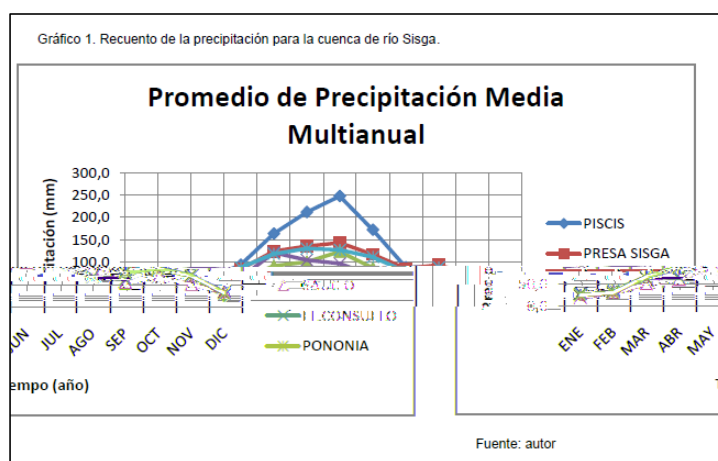 Gráfico 1. Recuento de la precipitación para la cuenca de río Sisga.
Promedio de Precipitación Media
Multianual
300,0
250,0
200,0
150,0
100,0
(mm)
PISCIS
PRESA SISGA
PONONIA
JUL
AGO
SEP
OCT
NOV
DIC
ENE
FEB
MAR
ABR
MAY
(año)
Fuente: autor